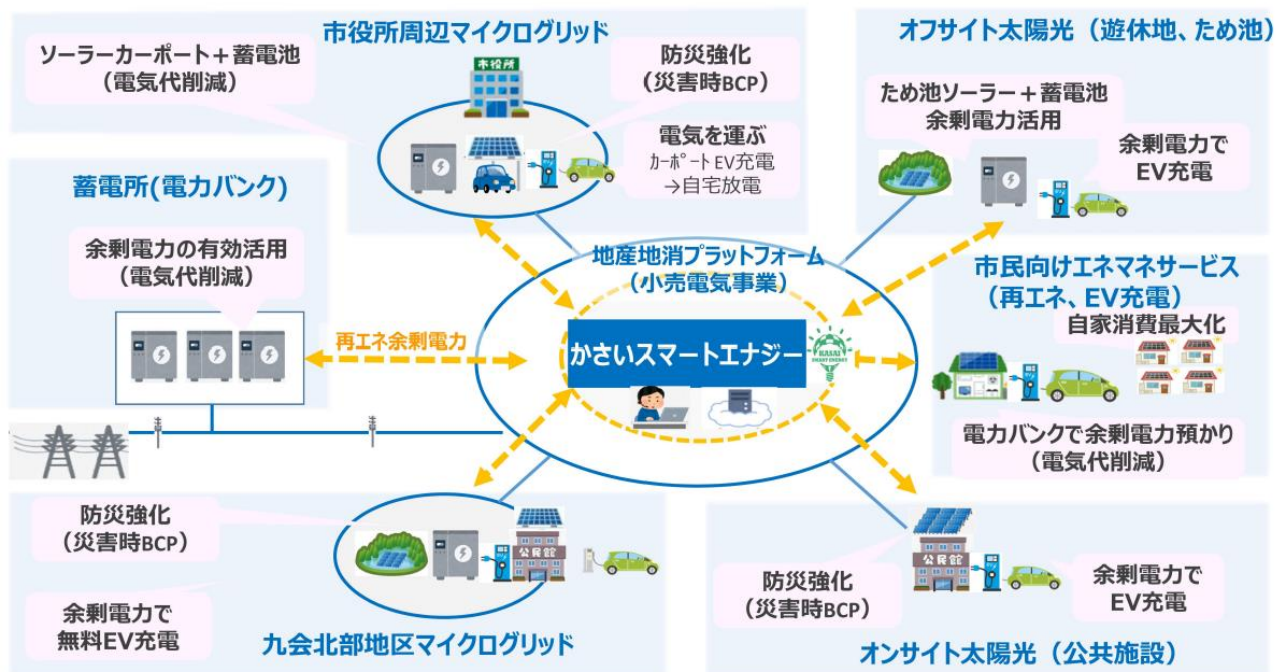 市役所周辺マイクログリッド
ソーラーカーポート＋蓄電池
（電気代削減）
防災強化
（災害時BCP）
市役所
電気を運ぶ
ｶｰﾎﾟｰﾄ EV充電
→自宅放電
オフサイト太陽光（遊休地、ため池）
ため池ソーラー＋蓄電池
余剰電力活用
余剰電力で
EV充電
蓄電所(電力バンク)
余剰電力の有効活用
（電気代削減）
再エネ余剰電力
地産地消プラットフォーム
（小売電気事業）
かさいスマートエナジー
KASAI
SMART ENERGY
市民向けエネマネサービス
（再エネ、EV充電）
自家消費最大化
電力バンクで余剰電力預かり
（電気代削減）
防災強化
（災害時BCP）
公民館
余剰電力で
無料EV充電
九会北部地区マイクログリッド
公民館
防災強化
（災害時BCP）
余剰電力で
EV充電
オンサイト太陽光（公共施設）